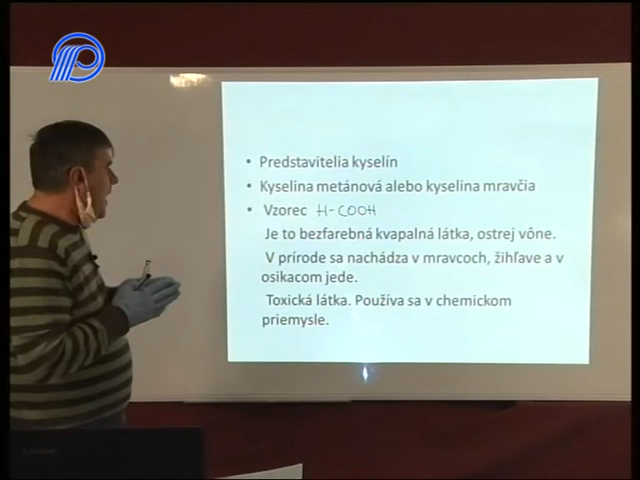 • Predstavitelia kyselín
• Kyselina metánová alebo kyselina mravčia
• Vzorec H-COOH
Je to bezfarebná kvapalná látka, ostrej vône.
V prírode sa nachádza v mravcoch, žihľave a v
osikacom jede.
Toxická látka. Používa sa v chemickom
priemysle.